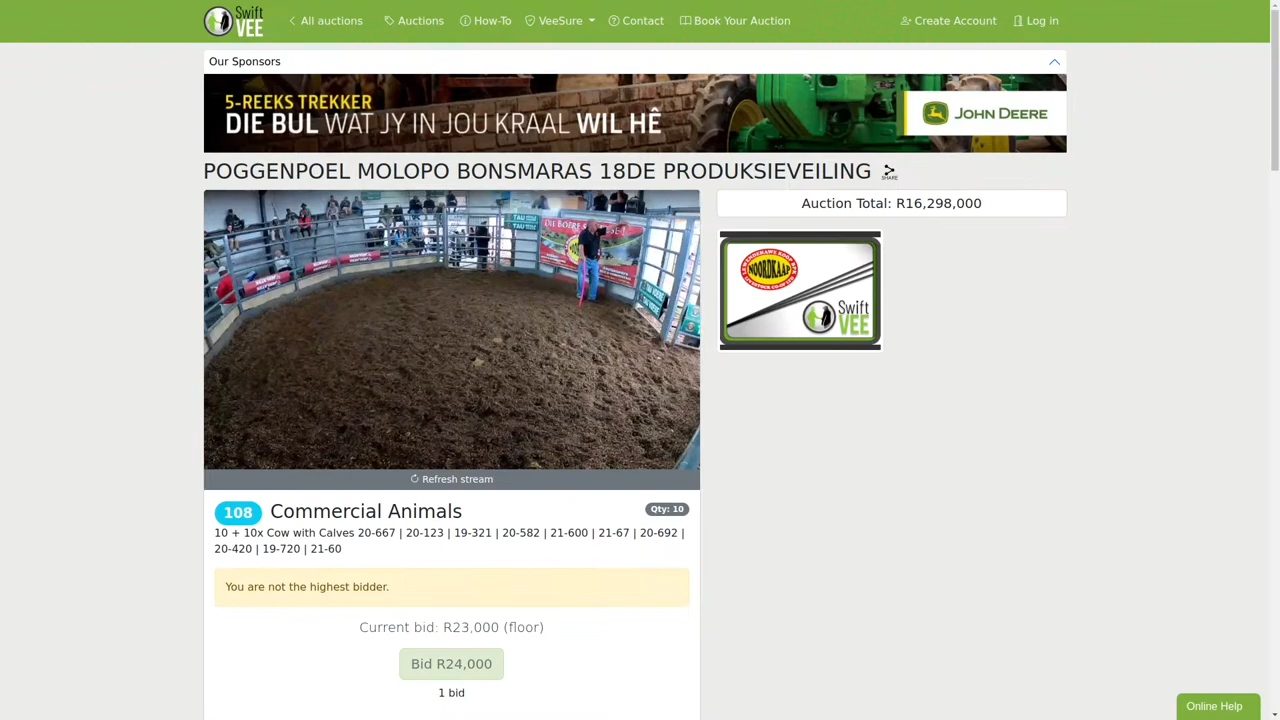 Swift VEE
All auctions
Auctions
How-To
VeeSure
Contact
Book Your Auction
Create Account
Log in
Our Sponsors
5-REEKS TREKKER
DIE BUL WAT JY IN JOU KRAAL WIL HÊ
JOHN DEERE
POGGENPOEL MOLOPO BONSMARAS 18DE PRODUKSIEVEILING
SHARE
Auction Total: R16,298,000
TAU
NOORDKAAP
Swift VEE
Refresh stream
108 Commercial Animals
Qty: 10
10 + 10x Cow with Calves 20-667 | 20-123 | 19-321 | 20-582 | 21-600 | 21-67 | 20-692 |
20-420 | 19-720 | 21-60
You are not the highest bidder.
Current bid: R23,000 (floor)
Bid R24,000
1 bid
Online Help